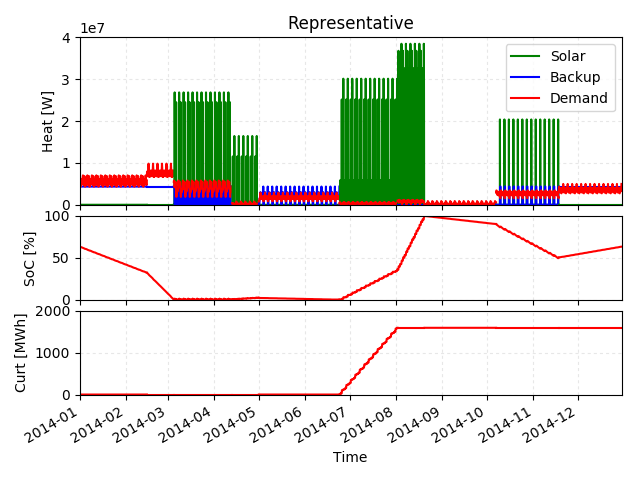 Representative
1e7
Heat [W]
4
3
2
1
0
Solar
Backup
Demand
SoC [%]
100
50
0
Curt [MWh]
2000
1000
0
2014-01
2014-02
2014-03
2014-04
2014-05
2014-06
2014-07
2014-08
2014-09
2014-10
2014-11
2014-12
Time